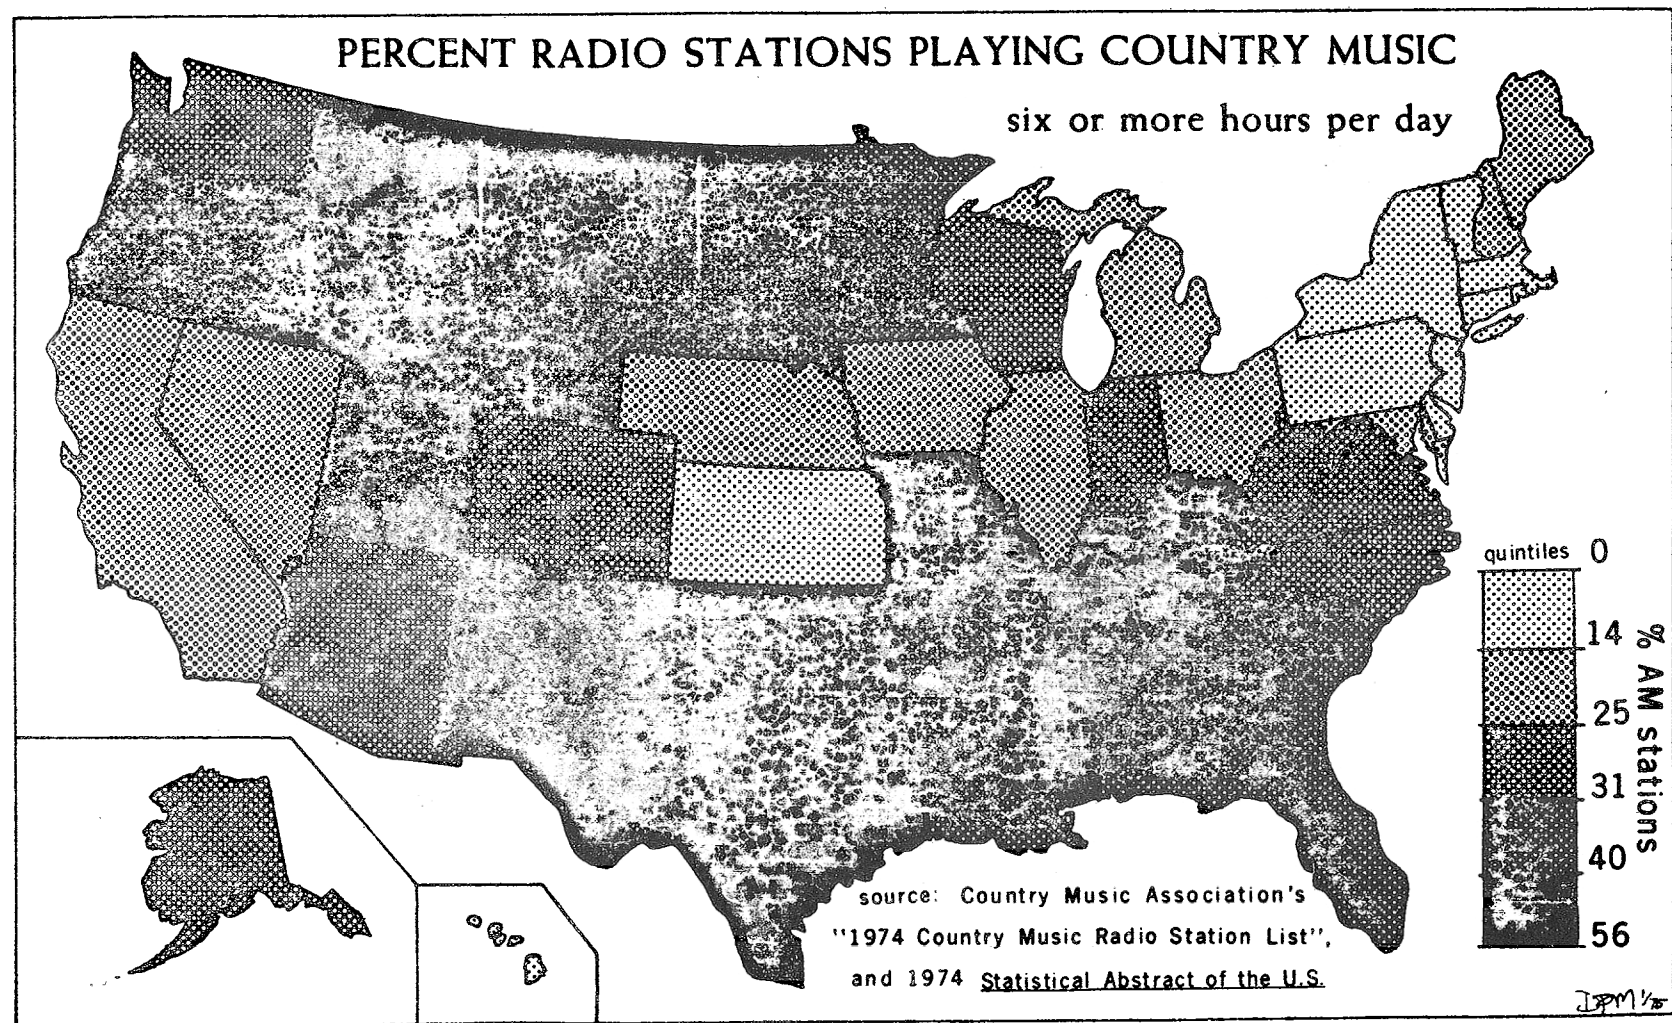 PERCENT RADIO STATIONS PLAYING COUNTRY MUSIC
six or more hours per day
quintiles 0
14
25
31
40
56
% AM stations
source: Country Music Association's
"1974 Country Music Radio Station List",
and 1974 Statistical Abstract of the U.S.